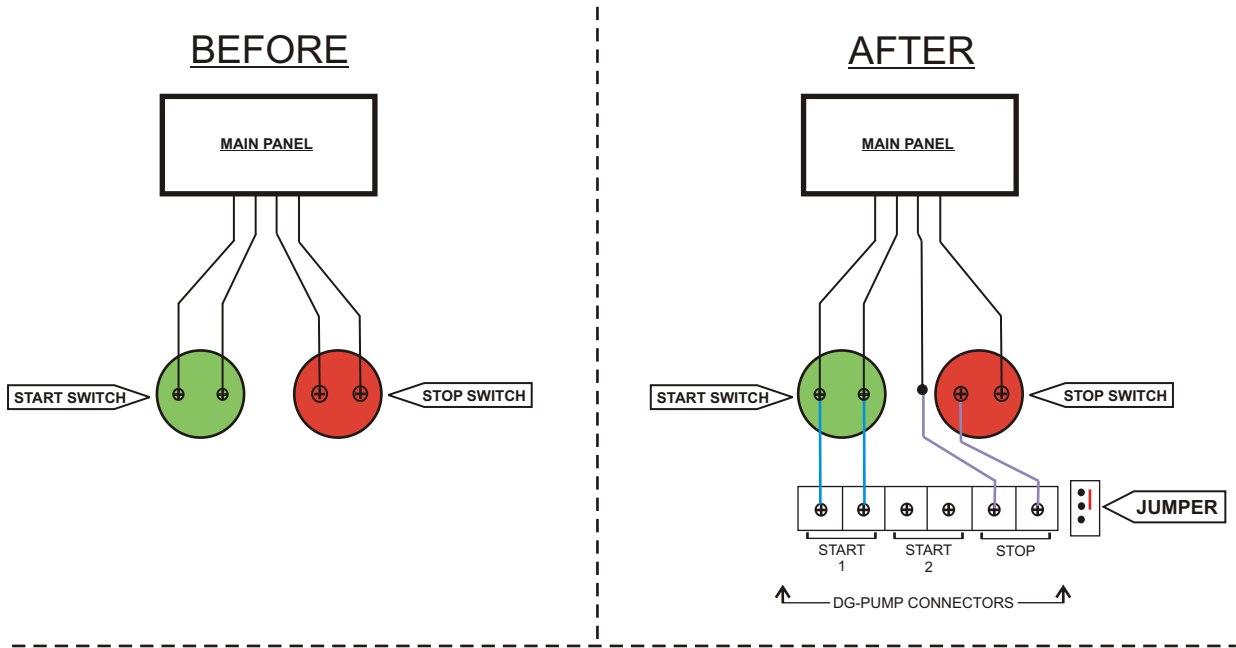 BEFORE
MAIN PANEL
START SWITCH
STOP SWITCH
AFTER
MAIN PANEL
START SWITCH
STOP SWITCH
JUMPER
START
1
START
2
STOP
DG-PUMP CONNECTORS